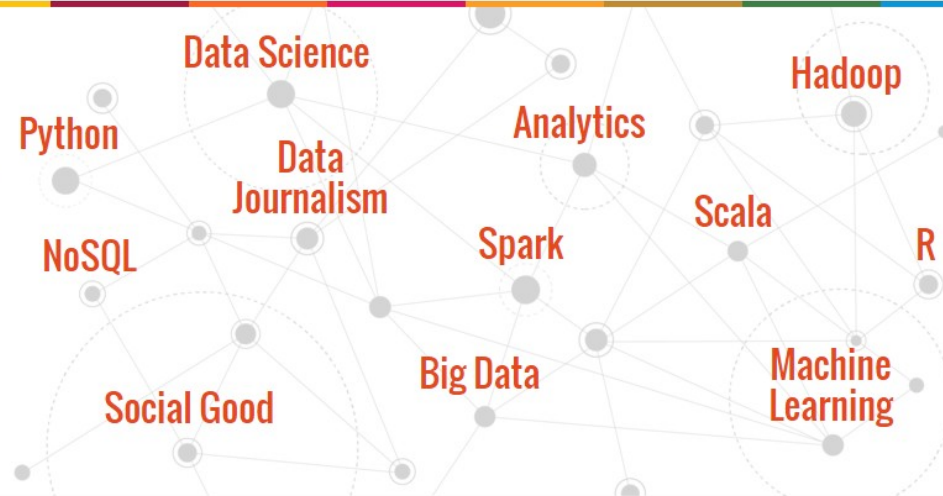 Data Science
Hadoop
Python
Analytics
Data
Journalism
Scala
NoSQL
Spark
R
Big Data
Machine
Learning
Social Good